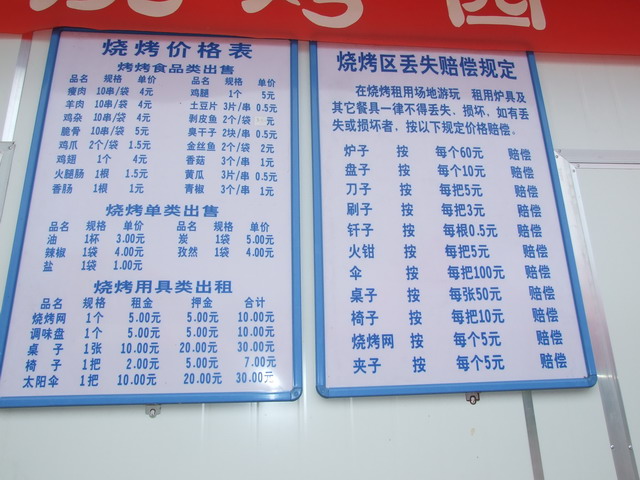 烧烤园
烧烤价格表
烤烤食品类出售
品名 规格 单价 品名 规格 单价
瘦肉 10串/袋 4元 鸡腿 1个 5元
羊肉 10串/袋 4元 土豆片 3片/串 0.5元
鸡杂 10串/袋 4元 剥皮鱼 2个/袋 元
脆骨 10串/袋 5元 臭干子 2块/串 0.5元
鸡爪 2个/袋 1.5元 金丝鱼 2个/袋 2元
鸡翅 1个 4元 香菇 3个/串 1元
火腿肠 1根 1.5元 黄瓜 3片/串 0.5元
香肠 1根 1元 青椒 3个/串 1元
烧烤单类出售
品名 规格 单价 品名 规格 单价
油 1杯 3.00元 炭 1袋 5.00元
辣椒 1袋 4.00元 孜然 1袋 4.00元
盐 1袋 1.00元
烧烤用具类出租
品名 规格 租金 押金 合计
烧烤网 1个 5.00元 5.00元 10.00元
调味盘 1个 5.00元 5.00元 10.00元
桌子 1张 10.00元 20.00元 30.00元
椅子 1把 2.00元 5.00元 7.00元
太阳伞 1把 10.00元 20.00元 30.00元
烧烤区丢失赔偿规定
在烧烤租用场地游玩 租用炉具及
其它餐具一律不得丢失、损坏，如有丢
失或损坏者，按以下规定价格赔偿。
炉子 按 每个60元 赔偿
盘子 按 每个10元 赔偿
刀子 按 每把5元 赔偿
刷子 按 每把3元 赔偿
钎子 按 每根0.5元 赔偿
火钳 按 每把5元 赔偿
伞 按 每把100元 赔偿
桌子 按 每张50元 赔偿
椅子 按 每把10元 赔偿
烧烤网 按 每个5元 赔偿
夹子 按 每个5元 赔偿